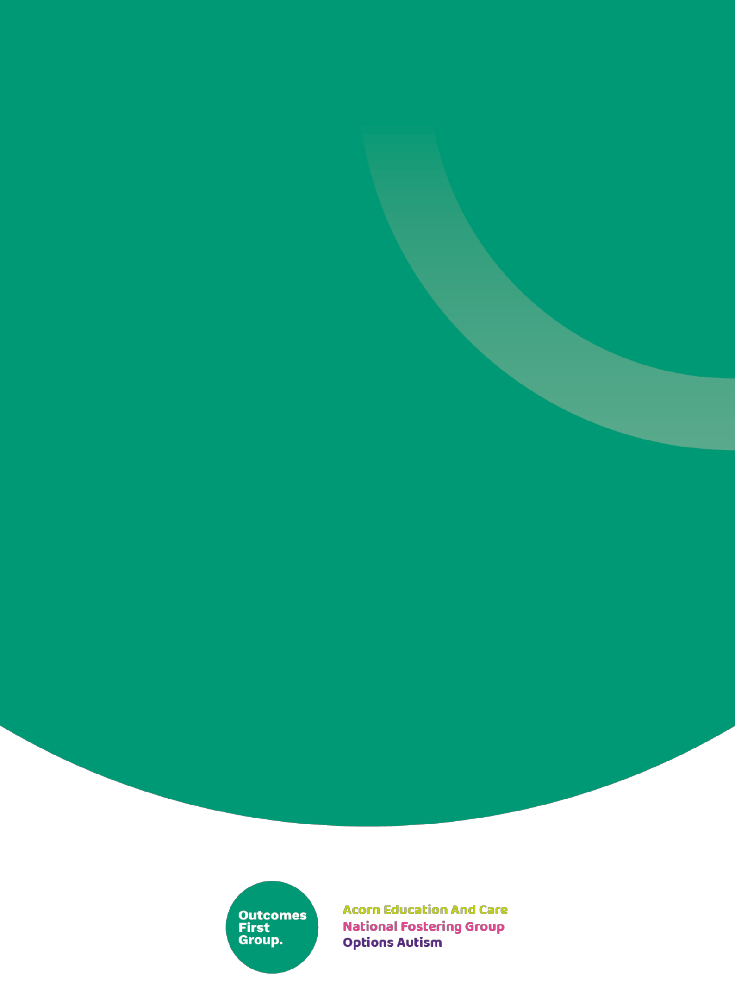 Outcomes
First
Group.
Acorn Education And Care
National Fostering Group
Options Autism